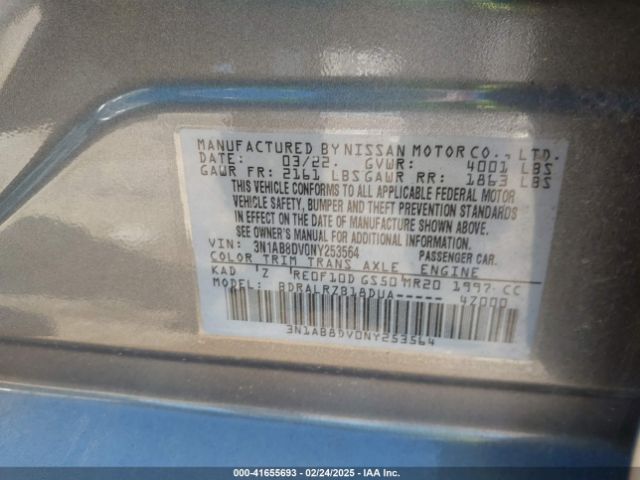 MANUFACTURED BY NISSAN MOTOR CO., LTD.
DATE: 03/22. GVWR: 4001 LBS
GAWR FR: 2161 LBS GAWR RR: 1863 LBS
THIS VEHICLE CONFORMS TO ALL APPLICABLE FEDERAL MOTOR
VEHICLE SAFETY, BUMPER AND THEFT PREVENTION STANDARDS
IN EFFECT ON THE DATE OF MANUFACTURE SHOWN ABOVE.
SEE OWNER'S MANUAL FOR ADDITIONAL INFORMATION.
VIN: 3N1AB8DV0NY253564 PASSENGER CAR.
COLOR TRIM TRANS AXLE ENGINE
KAD Z RE0F10D GS50 MR20 1997 CC
MODEL: BDRALRZB18DUA----- 4Z000
3N1AB8DV0NY253564
000-41655693 - 02/24/2025 - IAA Inc.